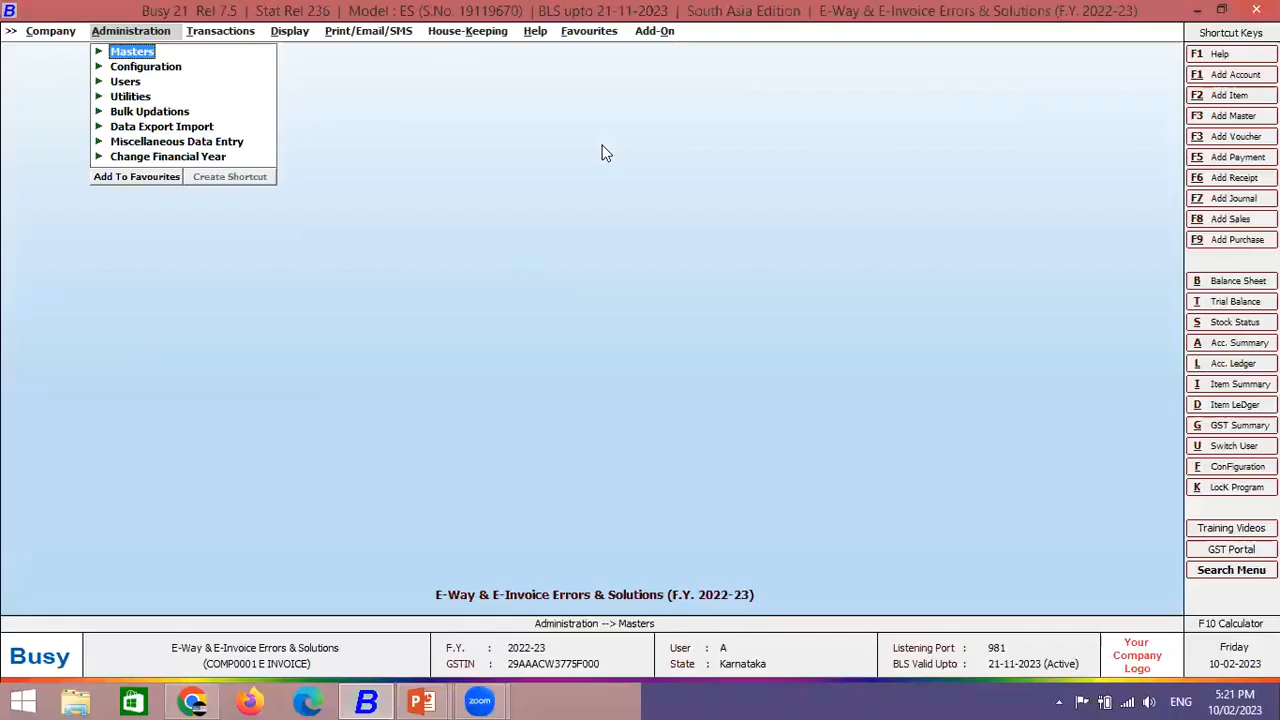 Busy 21 Rel 7.5 | Stat Rel 236 | Model : ES (S.No. 19119670) | BLS upto 21-11-2023 | South Asia Edition | E-Way & E-Invoice Errors & Solutions (F.Y. 2022-23)
>> Company Administration Transactions Display Print/Email/SMS House-Keeping Help Favourites Add-On
Masters
Configuration
Users
Utilities
Bulk Updations
Data Export Import
Miscellaneous Data Entry
Change Financial Year
Add To Favourites Create Shortcut
Shortcut Keys
F1 Help
F1 Add Account
F2 Add Item
F3 Add Master
F3 Add Voucher
F5 Add Payment
F6 Add Receipt
F7 Add Journal
F8 Add Sales
F9 Add Purchase
B Balance Sheet
T Trial Balance
S Stock Status
A Acc. Summary
L Acc. Ledger
I Item Summary
D Item LeDger
G GST Summary
U Switch User
F ConFiguration
K LocK Program
Training Videos
GST Portal
Search Menu
E-Way & E-Invoice Errors & Solutions (F.Y. 2022-23)
Administration --> Masters
F10 Calculator
Busy
E-Way & E-Invoice Errors & Solutions
(COMP0001 E INVOICE)
F.Y. : 2022-23
GSTIN : 29AAACW3775F000
User : A
State : Karnataka
Listening Port : 981
BLS Valid Upto : 21-11-2023 (Active)
Your
Company
Logo
Friday
10-02-2023
zoom
ENG
5:21 PM
10/02/2023